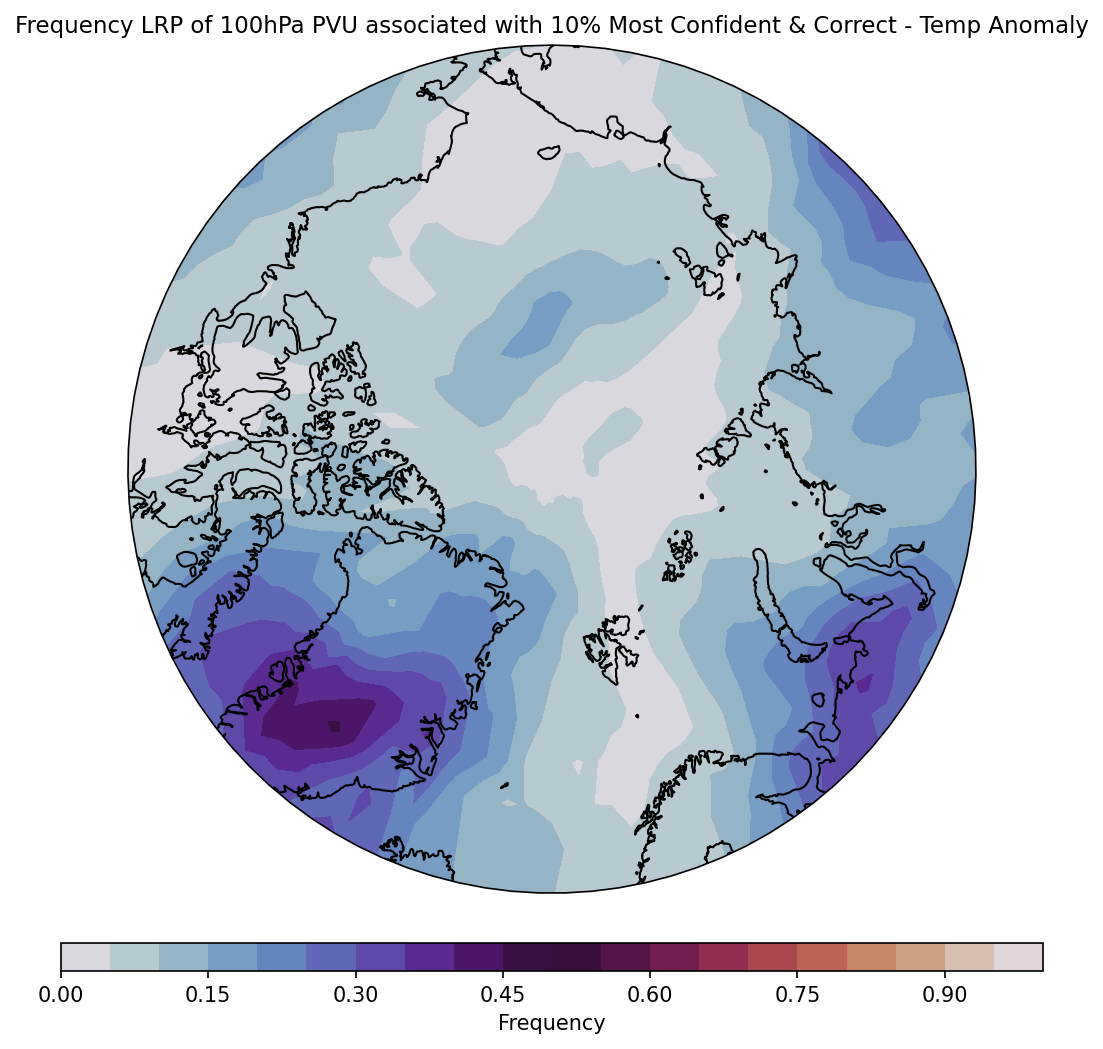 Frequency LRP of 100hPa PVU associated with 10% Most Confident & Correct - Temp Anomaly
0.00 0.15 0.30 0.45 0.60 0.75 0.90
Frequency